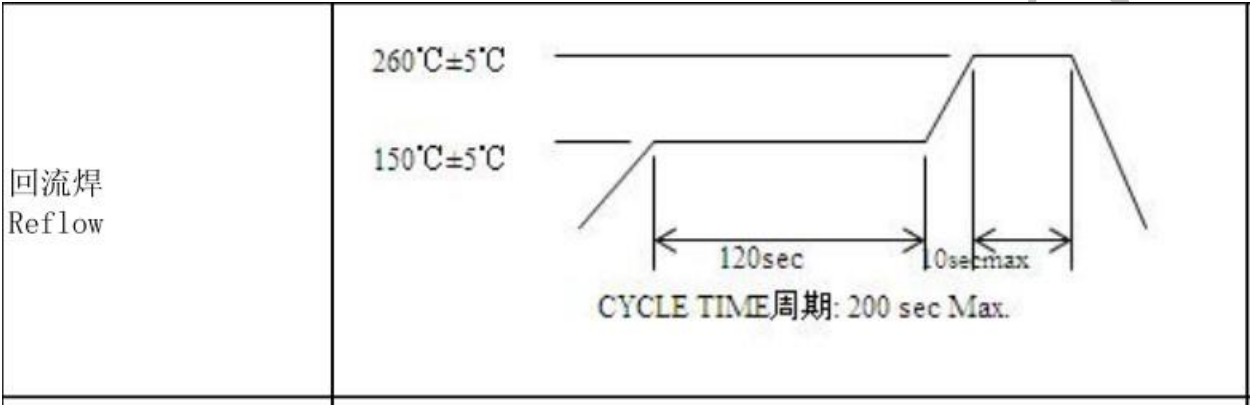 回流焊
Reflow
260℃±5℃
150℃±5℃
120sec
10secmax
CYCLE TIME周期: 200 sec Max.